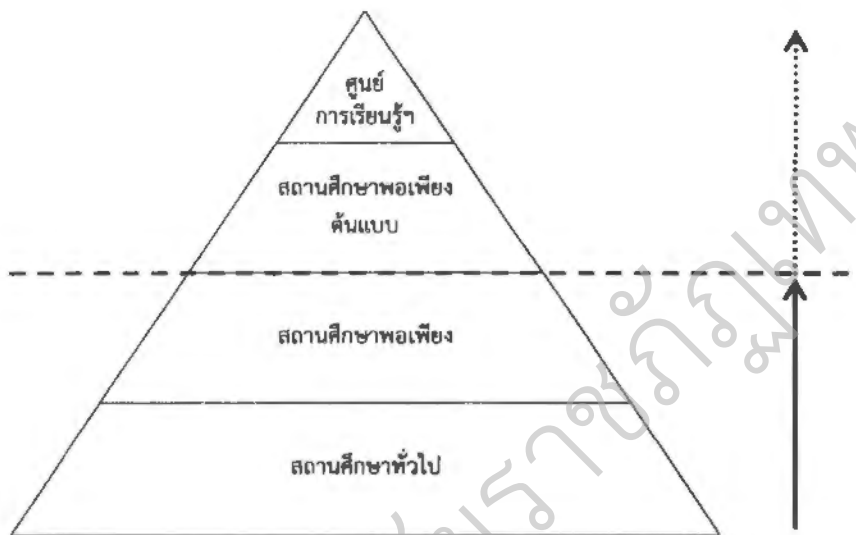 ศูนย์
การเรียนรู้ฯ
สถานศึกษาพอเพียง
ต้นแบบ
สถานศึกษาพอเพียง
สถานศึกษาทั่วไป